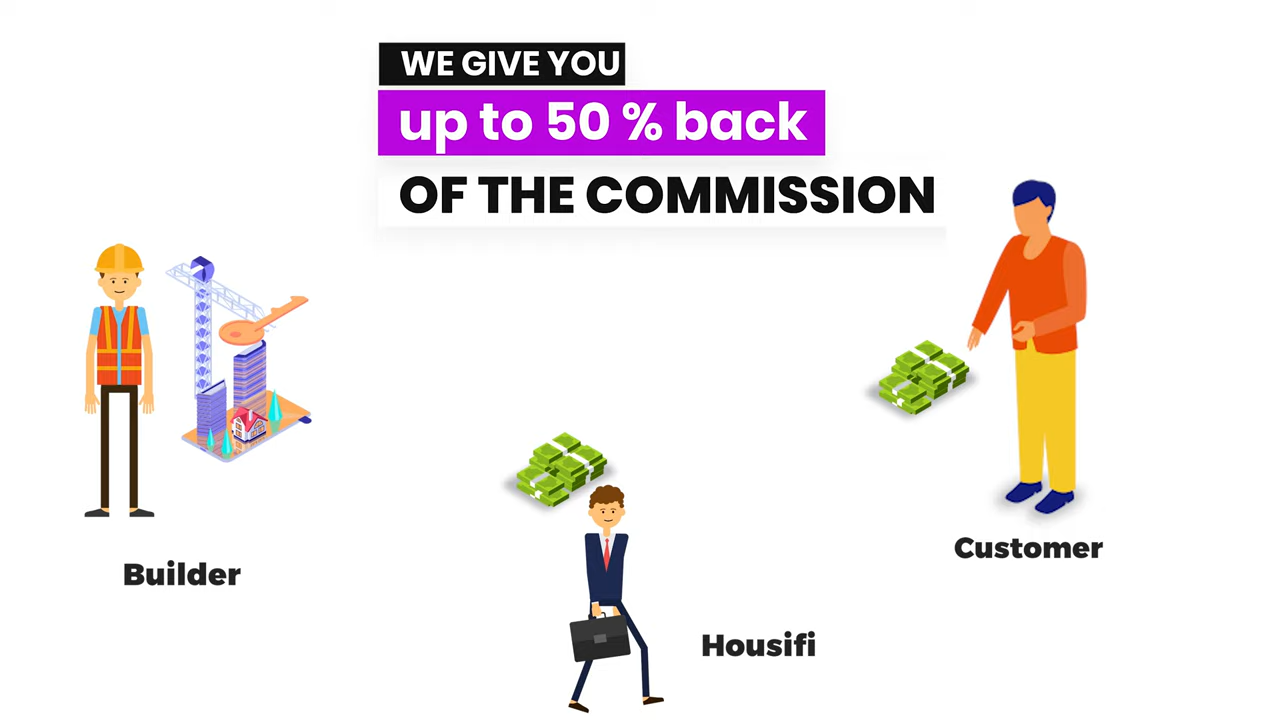 WE GIVE YOU
up to 50 % back
OF THE COMMISSION
Builder
Customer
Housifi